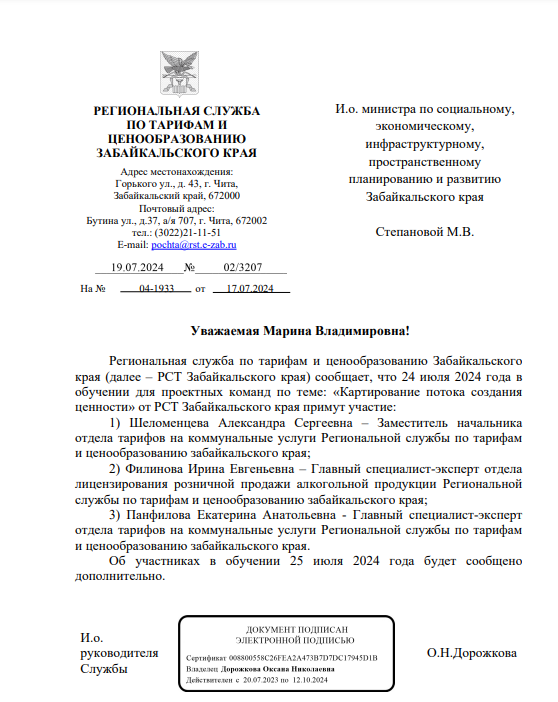 РЕГИОНАЛЬНАЯ СЛУЖБА
ПО ТАРИФАМ И
ЦЕНООБРАЗОВАНИЮ
ЗАБАЙКАЛЬСКОГО КРАЯ
Адрес местонахождения:
Горького ул., д. 43, г. Чита,
Забайкальский край, 672000
Почтовый адрес:
Бутина ул., д.37, а/я 707, г. Чита, 672002
тел.: (3022)21-11-51
E-mail: pochta@rst.e-zab.ru
19.07.2024 № 02/3207
На № 04-1933 от 17.07.2024
И.о. министра по социальному,
экономическому,
инфраструктурному,
пространственному
планированию и развитию
Забайкальского края
Степановой М.В.
Уважаемая Марина Владимировна!
Региональная служба по тарифам и ценообразованию Забайкальского
края (далее – РСТ Забайкальского края) сообщает, что 24 июля 2024 года в
обучении для проектных команд по теме: «Картирование потока создания
ценности» от РСТ Забайкальского края примут участие:
1) Шеломенцева Александра Сергеевна – Заместитель начальника
отдела тарифов на коммунальные услуги Региональной службы по тарифам
и ценообразованию забайкальского края;
2) Филинова Ирина Евгеньевна – Главный специалист-эксперт отдела
лицензирования розничной продажи алкогольной продукции Региональной
службы по тарифам и ценообразованию забайкальского края;
3) Панфилова Екатерина Анатольевна - Главный специалист-эксперт
отдела тарифов на коммунальные услуги Региональной службы по тарифам
и ценообразованию забайкальского края.
Об участниках в обучении 25 июля 2024 года будет сообщено
дополнительно.
И.о.
руководителя
Службы
ДОКУМЕНТ ПОДПИСАН
ЭЛЕКТРОННОЙ ПОДПИСЬЮ
Сертификат 008800558C26FEA2A473B7D7DC17945D1B
Владелец Дорожкова Оксана Николаевна
Действителен с 20.07.2023 по 12.10.2024
О.Н.Дорожкова